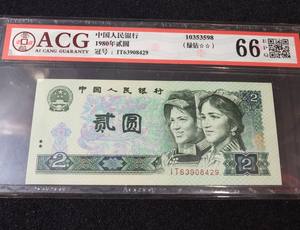 ACG
AI CANG GUARANTY
中国人民银行
1980年贰圆
冠号：IT63908429
10353598
(绿钻☆☆)
66
EPQ
中国人民银行
贰圆
2
2
IT63908429